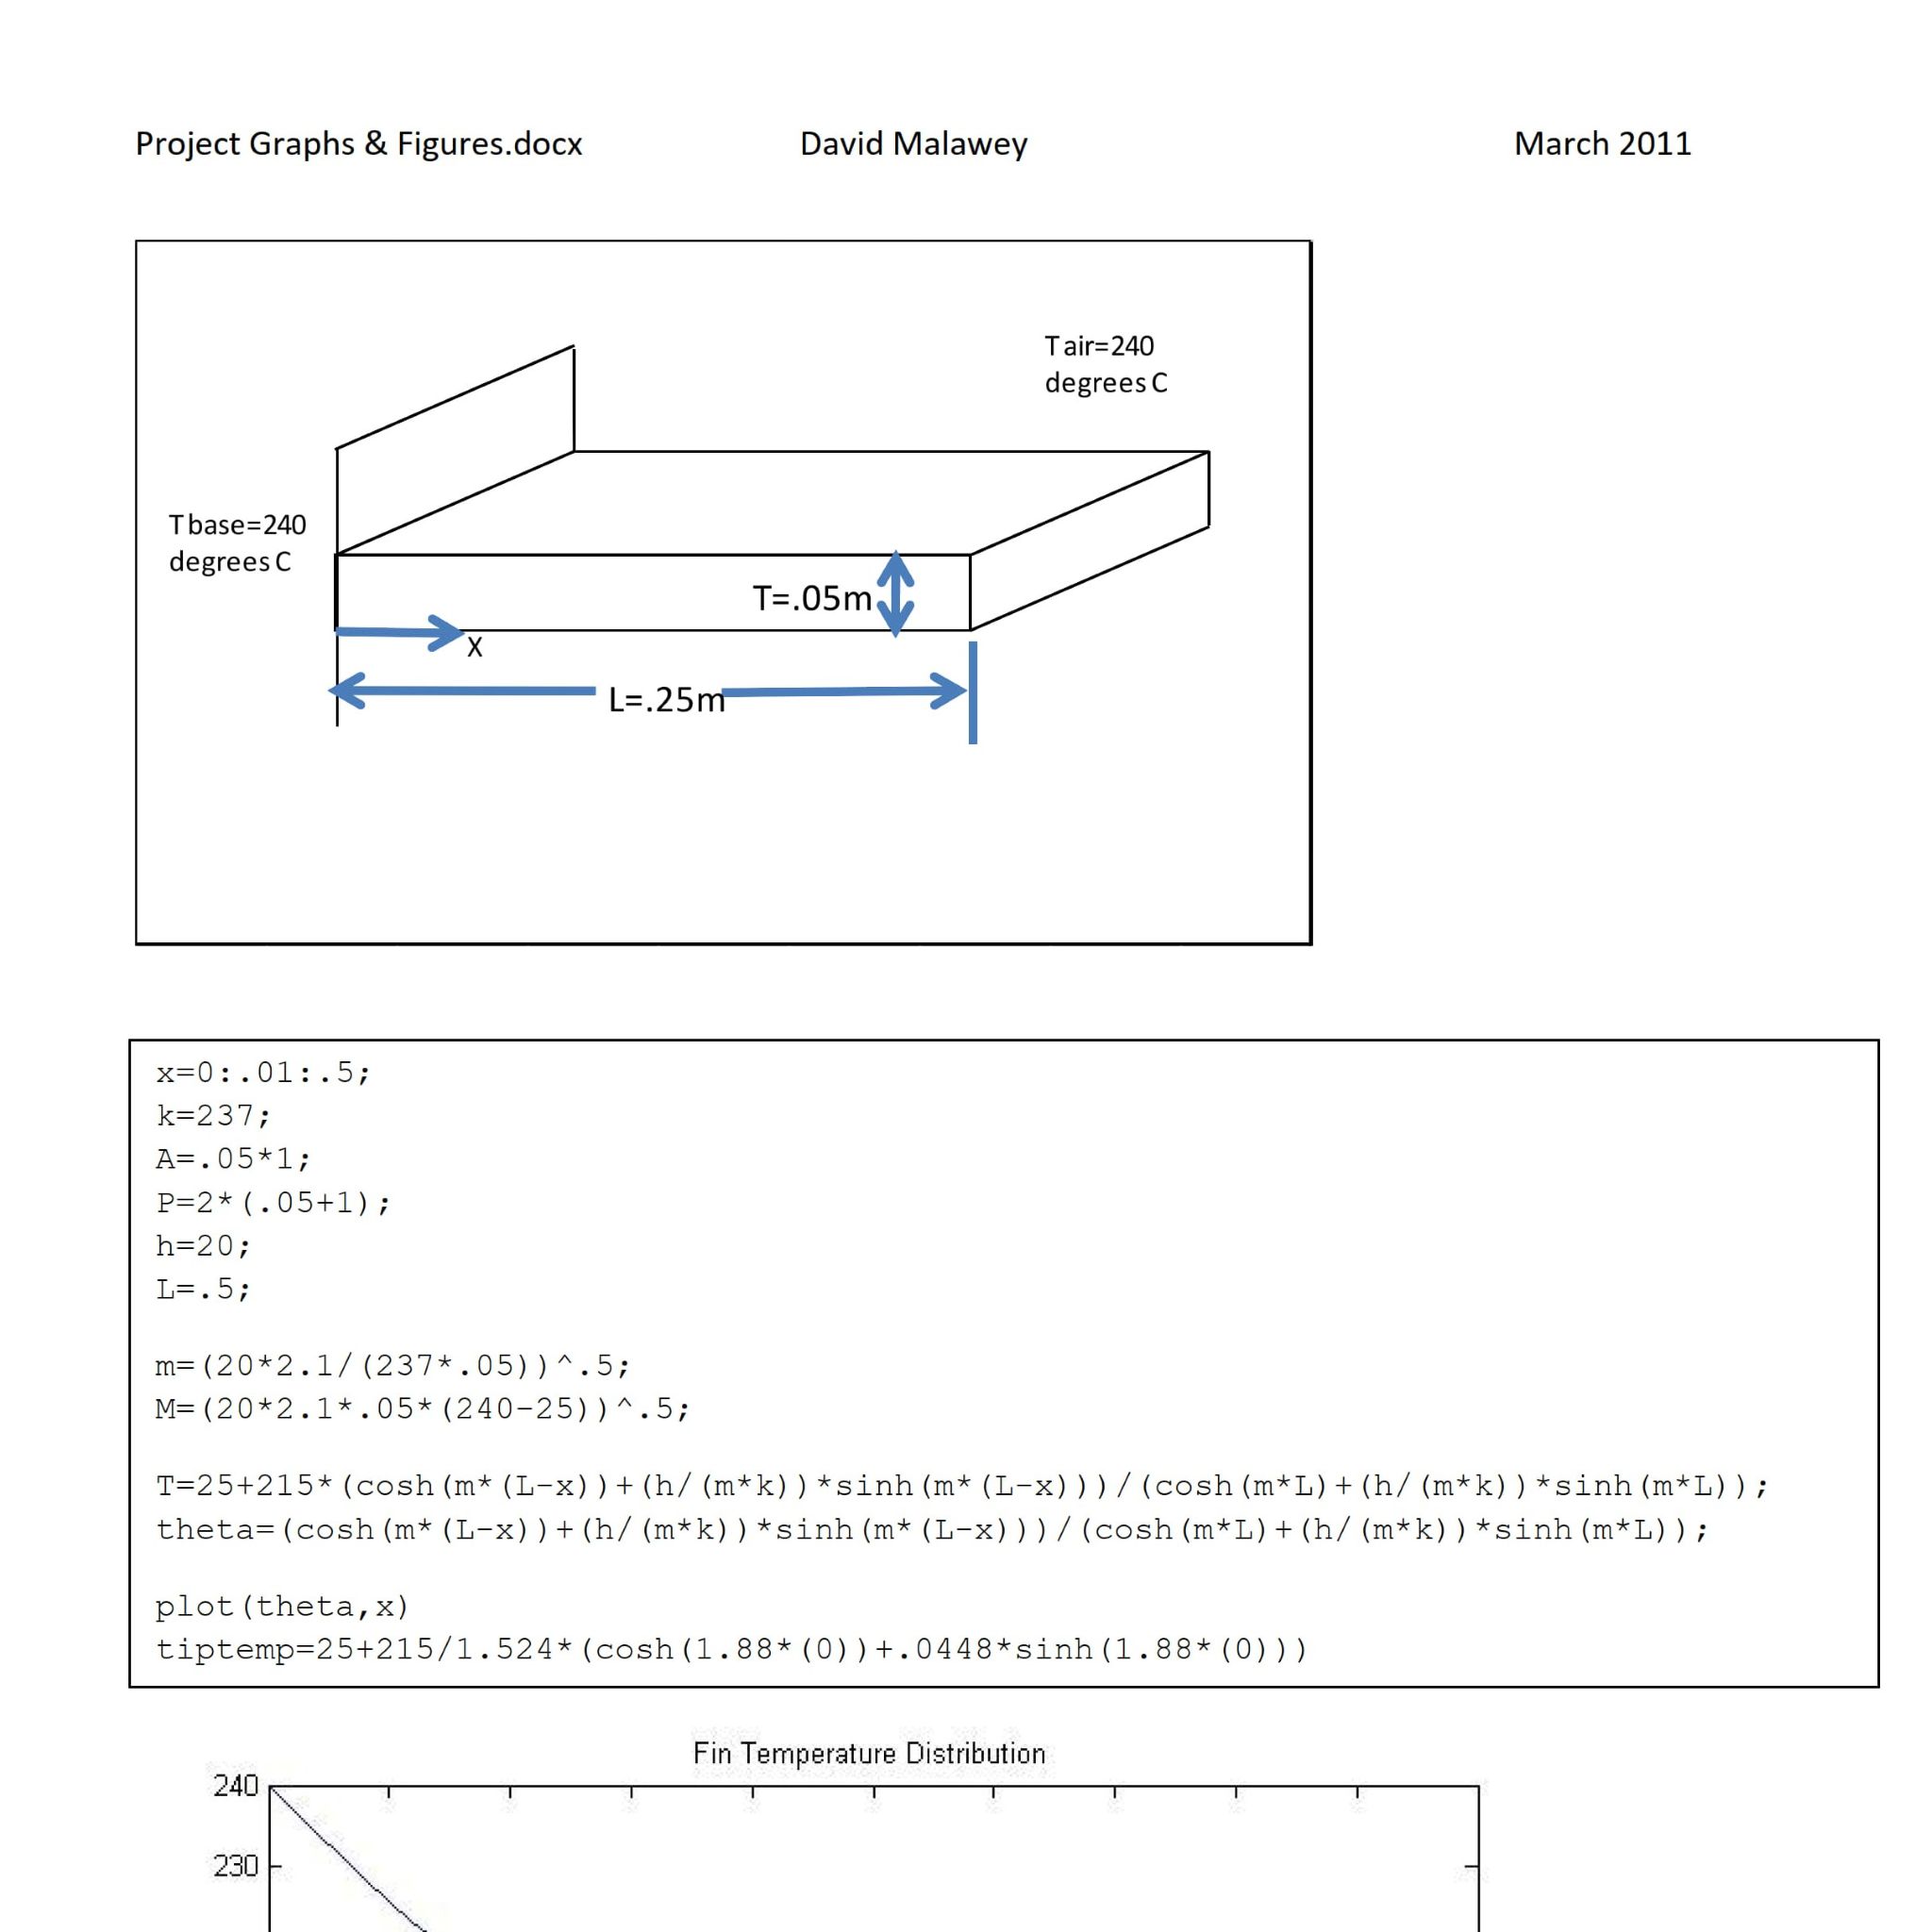 Project Graphs & Figures.docx David Malawey March 2011
T air=240
degrees C
T base=240
degrees C
T=.05m
X
L=.25m
x=0:.01:.5;
k=237;
A=.05*1;
P=2*(.05+1);
h=20;
L=.5;
m=(20*2.1/(237*.05))^.5;
M=(20*2.1*.05*(240-25))^.5;
T=25+215*(cosh(m*(L-x))+(h/(m*k))*sinh(m*(L-x)))/(cosh(m*L)+(h/(m*k))*sinh(m*L));
theta=(cosh(m*(L-x))+(h/(m*k))*sinh(m*(L-x)))/(cosh(m*L)+(h/(m*k))*sinh(m*L));
plot(theta,x)
tiptemp=25+215/1.524*(cosh(1.88*(0))+.0448*sinh(1.88*(0)))
Fin Temperature Distribution
240
230